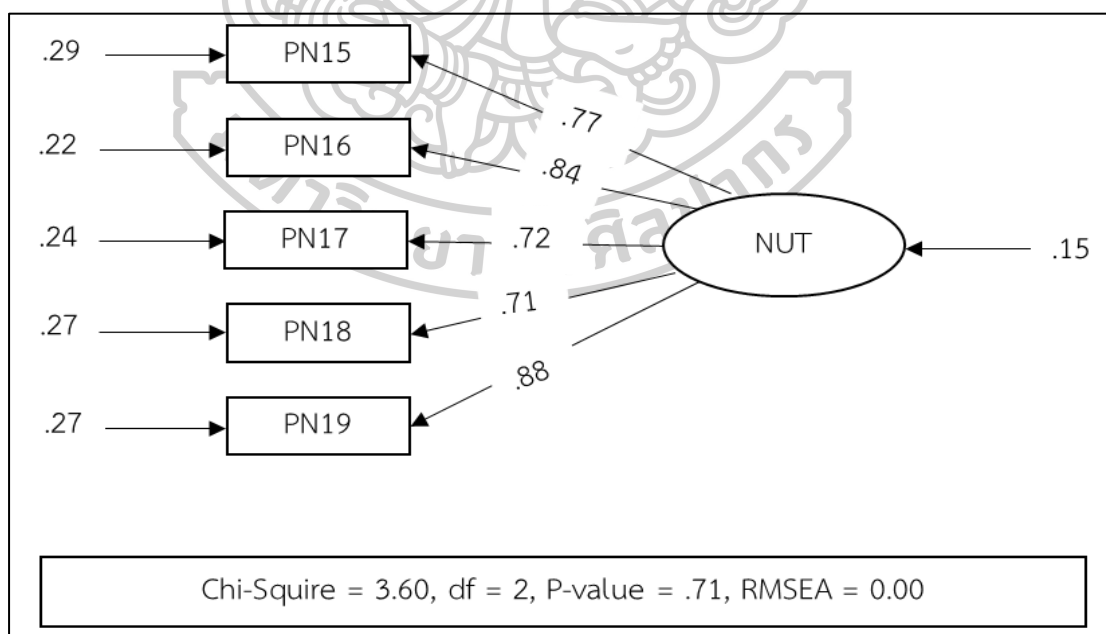 .29
PN15
.77
.22
PN16
.84
.24
PN17
.72
NUT
.15
.27
PN18
.71
.27
PN19
.88
Chi-Squire = 3.60, df = 2, P-value = .71, RMSEA = 0.00